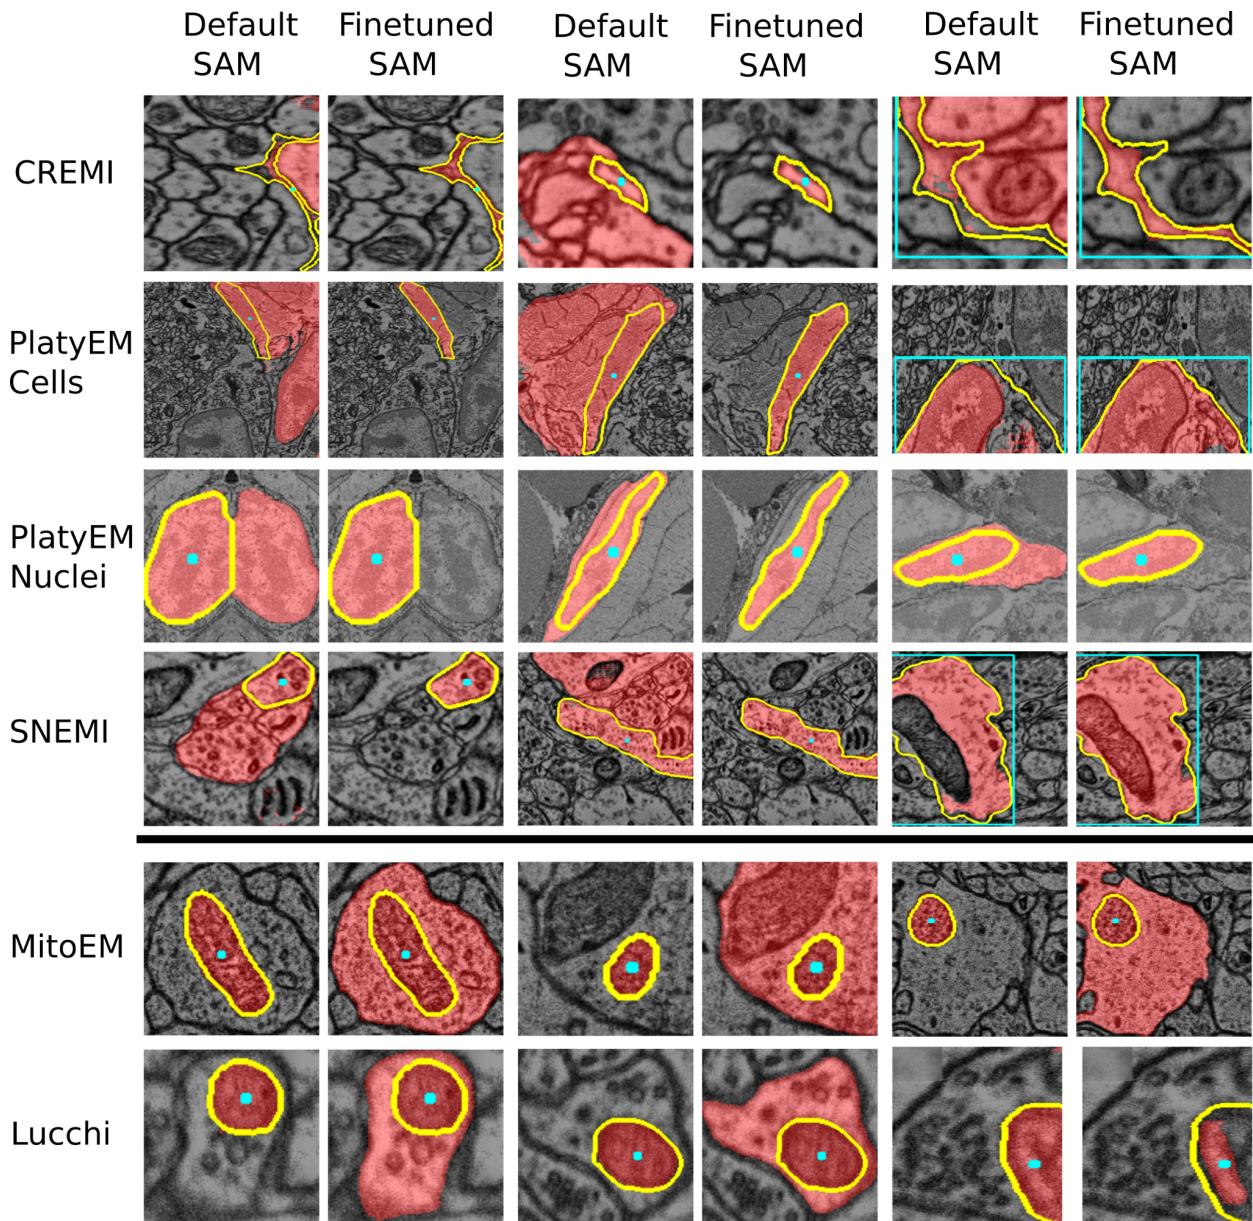 Default Finetuned Default Finetuned Default Finetuned
SAM SAM SAM SAM SAM SAM
CREMI
PlatyEM
Cells
PlatyEM
Nuclei
SNEMI
MitoEM
Lucchi